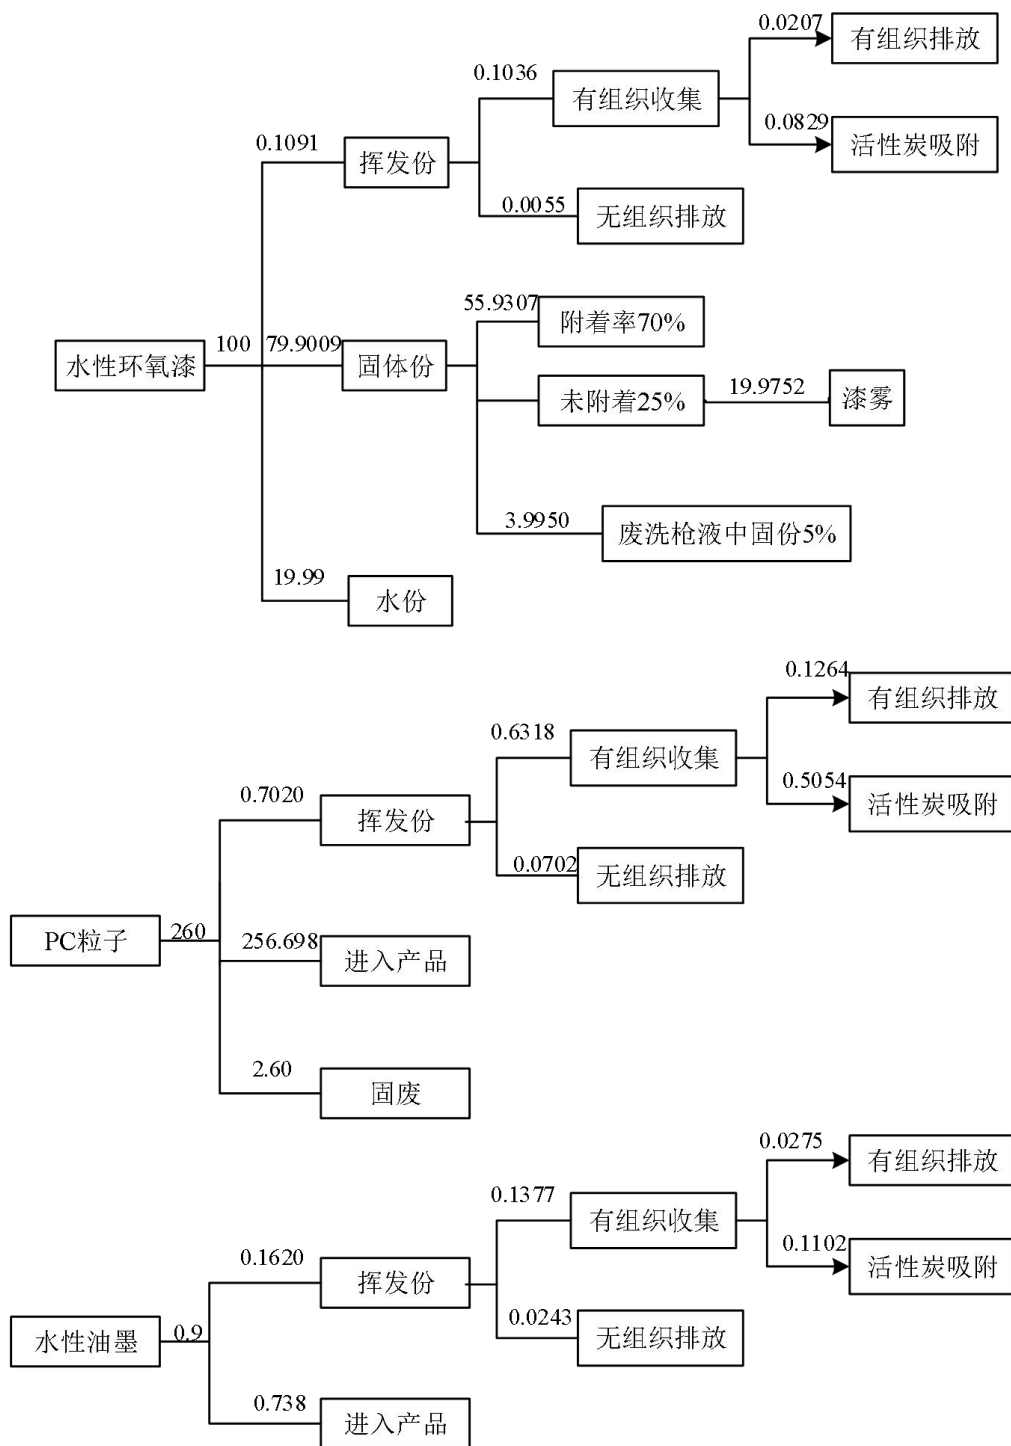 0.0207
有组织排放
0.1036
有组织收集
0.0829
活性炭吸附
0.1091
挥发份
0.0055
无组织排放
55.9307
附着率70%
水性环氧漆
100
79.9009
固体份
未附着25%
19.9752
漆雾
3.9950
废洗枪液中固份5%
19.99
水份
0.1264
有组织排放
0.6318
有组织收集
0.5054
活性炭吸附
0.7020
挥发份
0.0702
无组织排放
PC粒子
260
256.698
进入产品
2.60
固废
0.0275
有组织排放
0.1377
有组织收集
0.1102
活性炭吸附
0.1620
挥发份
0.0243
无组织排放
水性油墨
0.9
0.738
进入产品